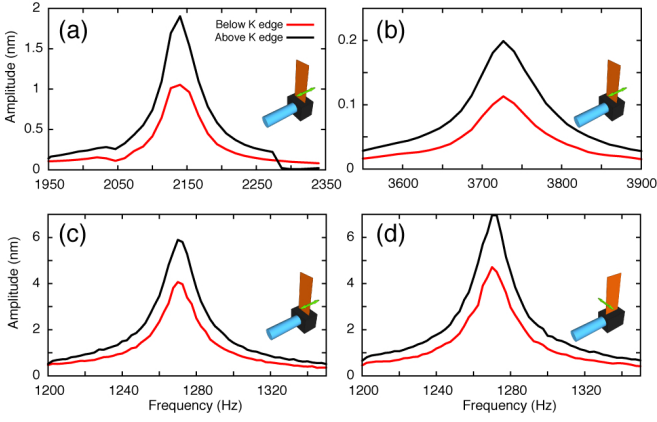 (a)
Below K edge
Above K edge
Amplitude (nm)
2
1.5
1
0.5
0
1950 2050 2150 2250 2340
(b)
0.2
0.1
0
3600 3700 3800 3900
(c)
Amplitude (nm)
6
4
2
0
1200 1240 1280 1320
Frequency (Hz)
(d)
6
4
2
0
1200 1240 1280 1320
Frequency (Hz)